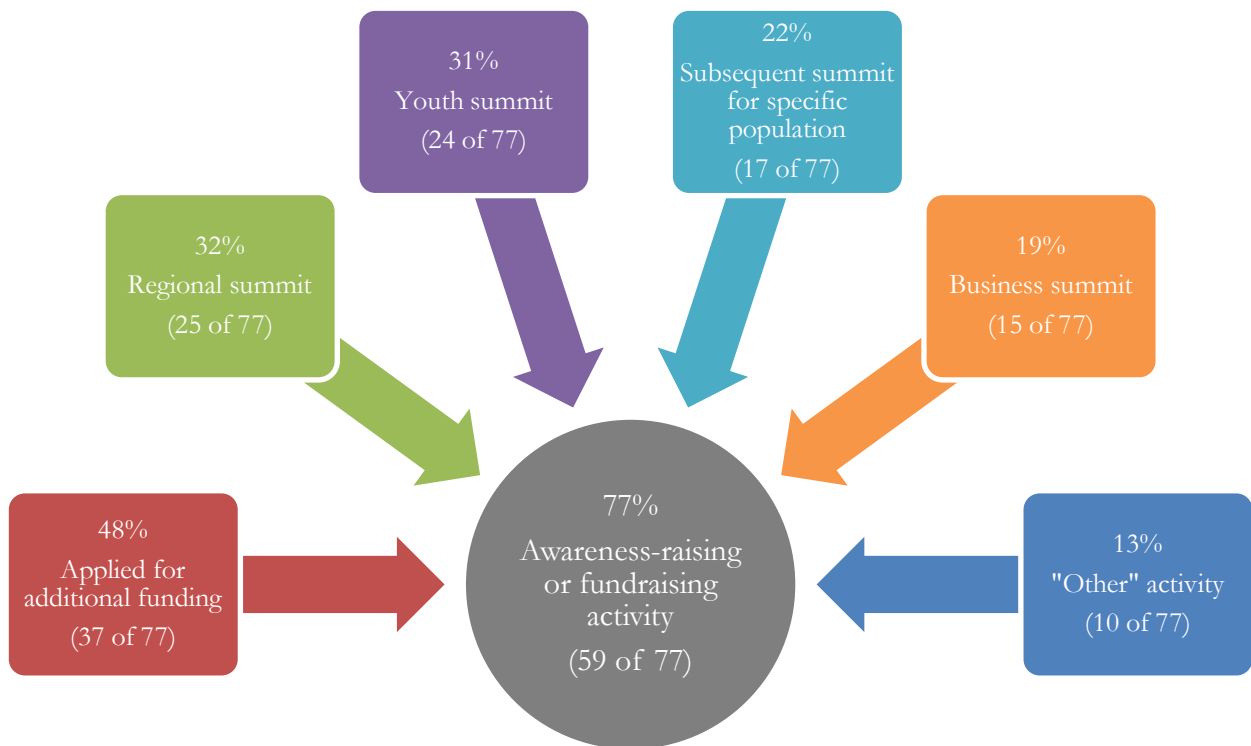 48%
Applied for
additional funding
(37 of 77)
32%
Regional summit
(25 of 77)
31%
Youth summit
(24 of 77)
22%
Subsequent summit
for specific
population
(17 of 77)
19%
Business summit
(15 of 77)
13%
"Other" activity
(10 of 77)
77%
Awareness-raising
or fundraising
activity
(59 of 77)